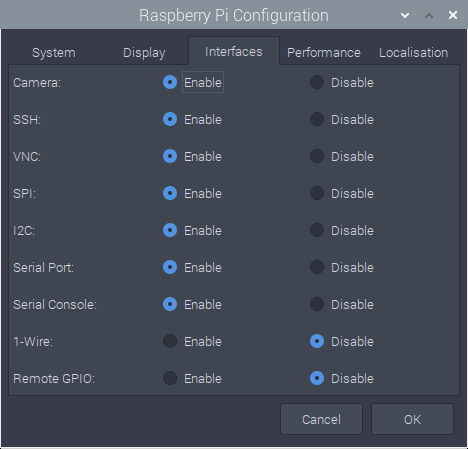 Raspberry Pi Configuration
System Display Interfaces Performance Localisation
Camera: Enable Disable
SSH: Enable Disable
VNC: Enable Disable
SPI: Enable Disable
I2C: Enable Disable
Serial Port: Enable Disable
Serial Console: Enable Disable
1-Wire: Enable Disable
Remote GPIO: Enable Disable
Cancel OK